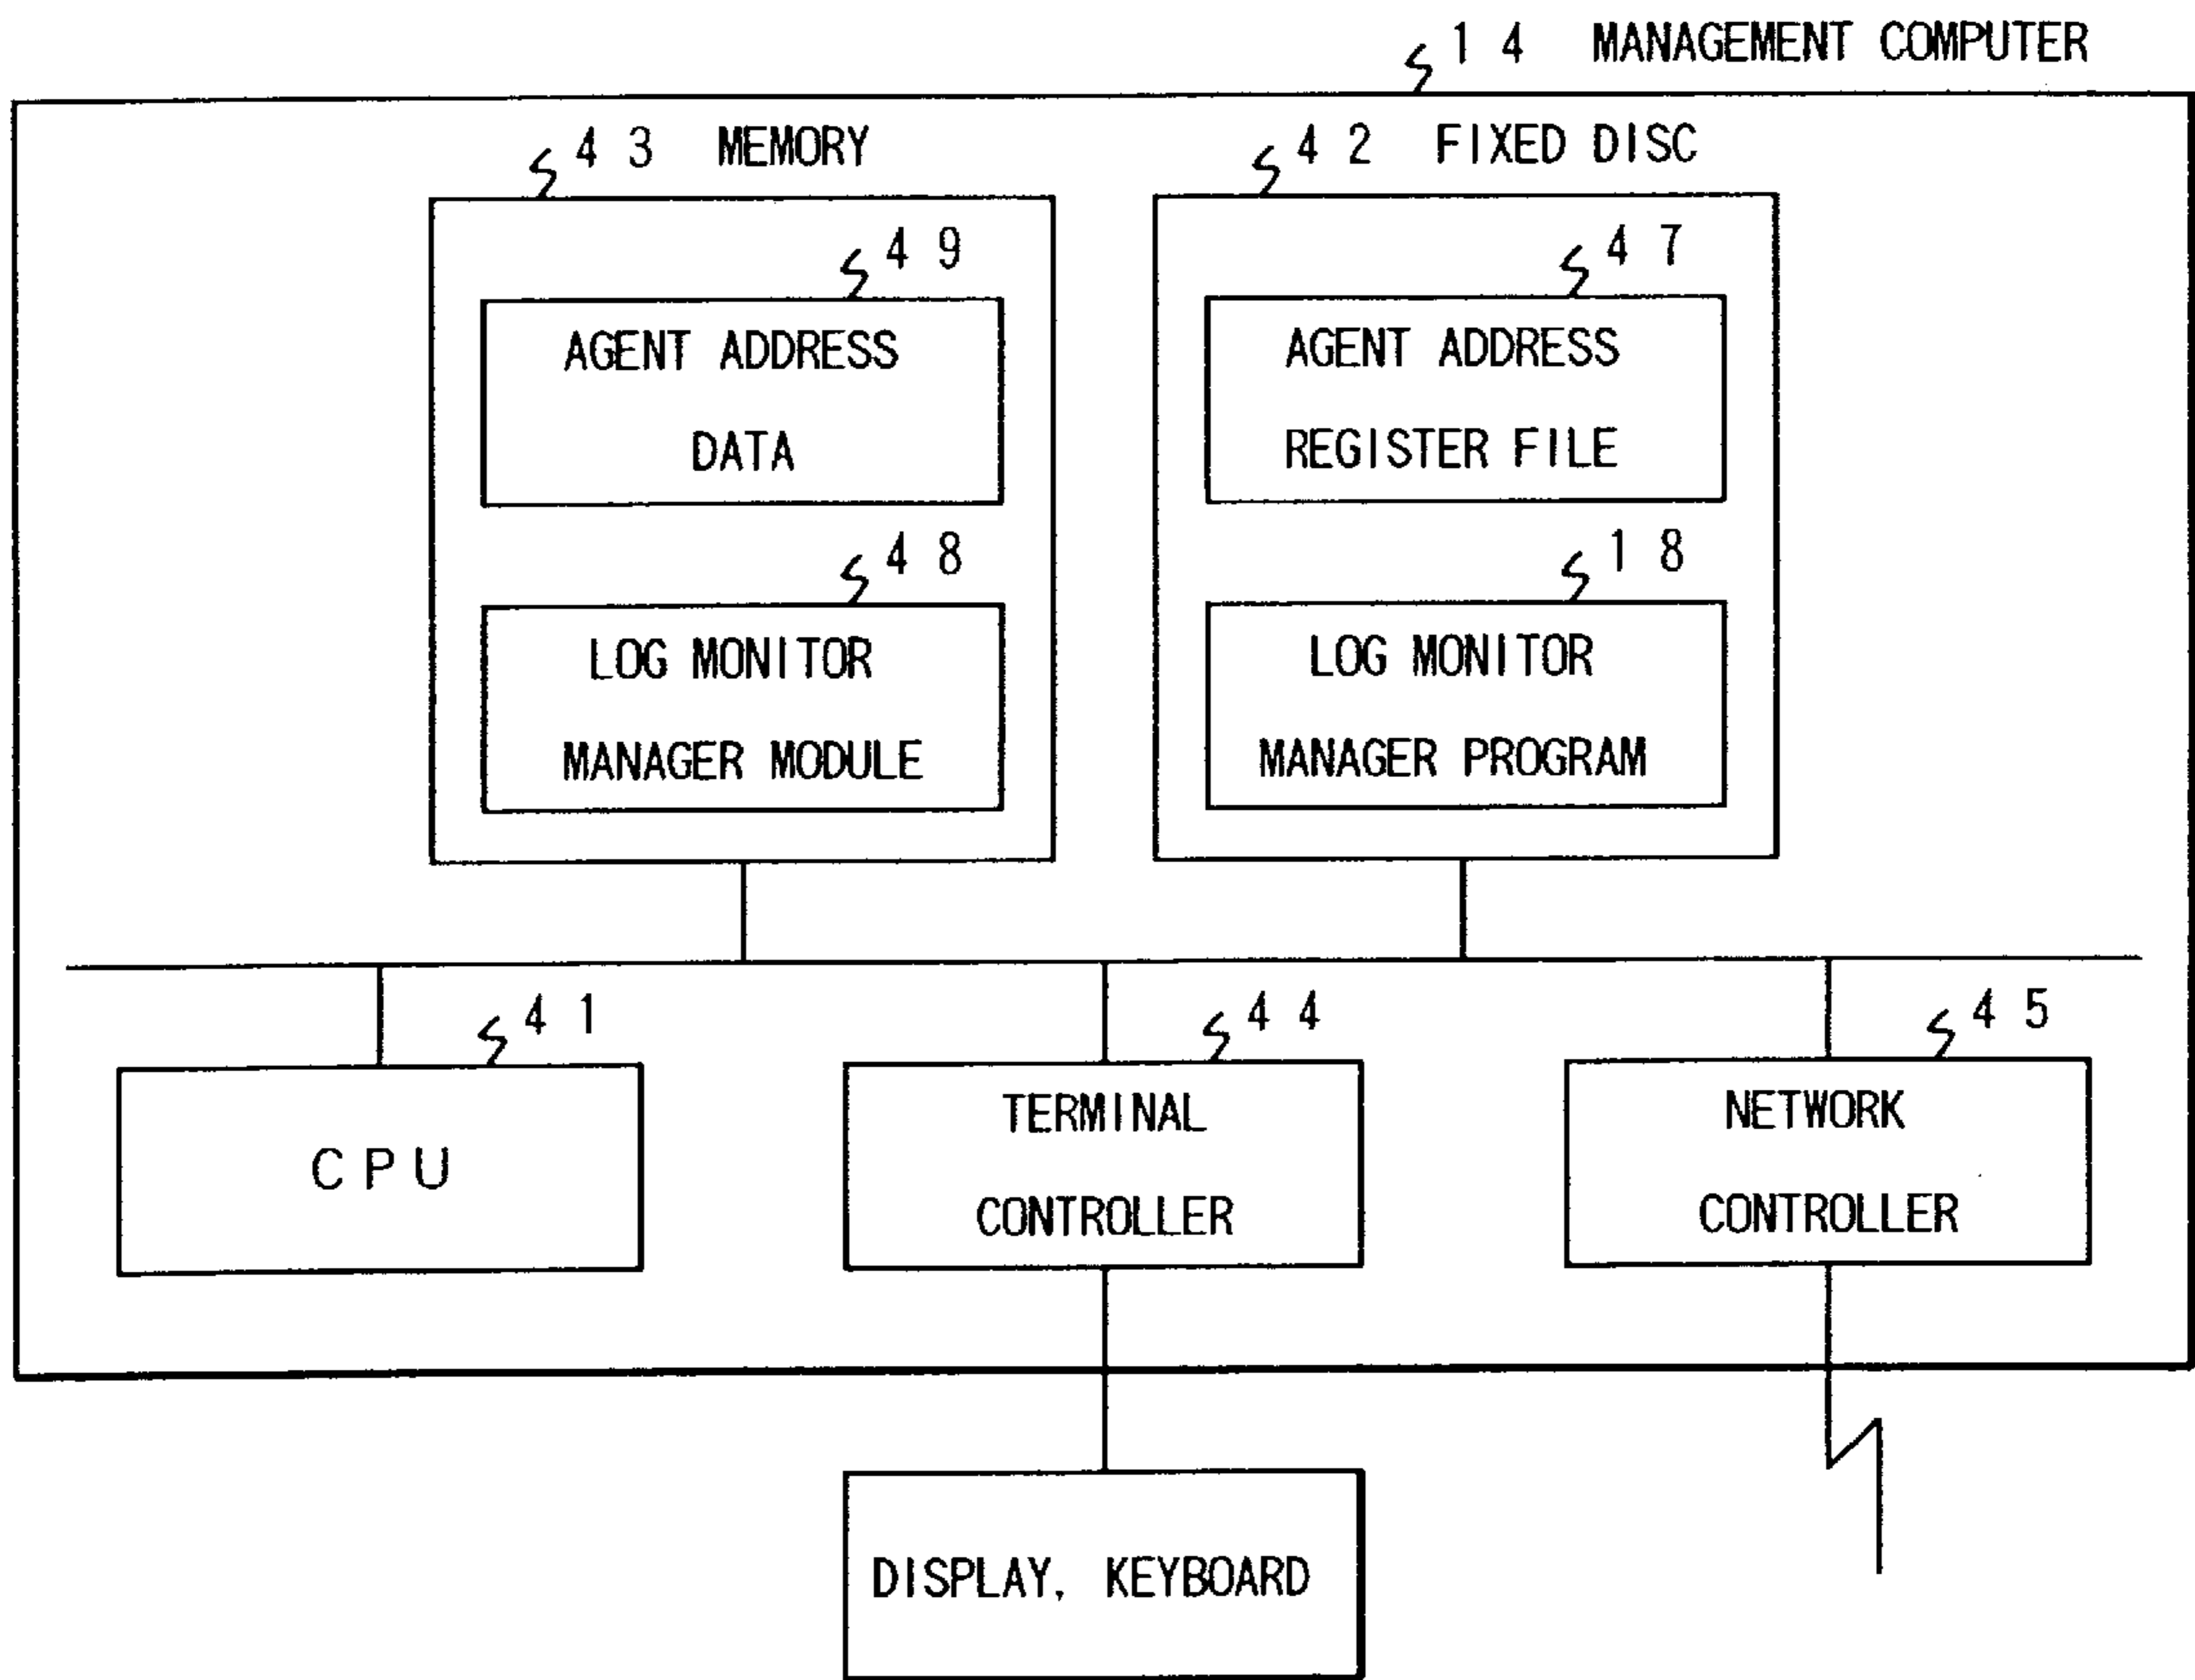 14 MANAGEMENT COMPUTER
43 MEMORY
42 FIXED DISC
49
47
AGENT ADDRESS
DATA
AGENT ADDRESS
REGISTER FILE
48
18
LOG MONITOR
MANAGER MODULE
LOG MONITOR
MANAGER PROGRAM
41
44
45
CPU
TERMINAL
CONTROLLER
NETWORK
CONTROLLER
DISPLAY, KEYBOARD